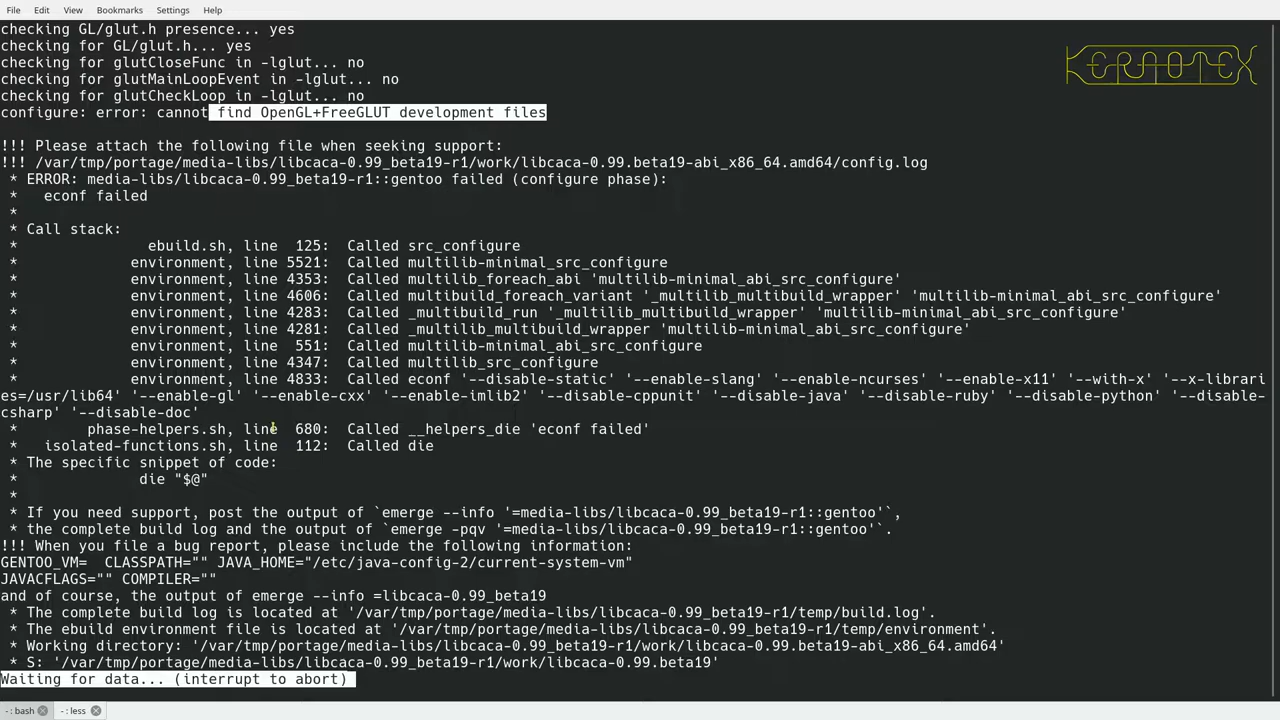 File Edit View Bookmarks Settings Help
checking GL/glut.h presence... yes
checking for GL/glut.h... yes
checking for glutCloseFunc in -lglut... no
checking for glutMainLoopEvent in -lglut... no
checking for glutCheckLoop in -lglut... no
configure: error: cannot find OpenGL+FreeGLUT development files
KERNOTEX
!!! Please attach the following file when seeking support:
!!! /var/tmp/portage/media-libs/libcaca-0.99_beta19-r1/work/libcaca-0.99.beta19-abi_x86_64.amd64/config.log
 * ERROR: media-libs/libcaca-0.99_beta19-r1::gentoo failed (configure phase):
 *   econf failed
 *
 * Call stack:
 *               ebuild.sh, line  125:  Called src_configure
 *             environment, line 5521:  Called multilib-minimal_src_configure
 *             environment, line 4353:  Called multilib_foreach_abi 'multilib-minimal_abi_src_configure'
 *             environment, line 4606:  Called multibuild_foreach_variant '_multilib_multibuild_wrapper' 'multilib-minimal_abi_src_configure'
 *             environment, line 4283:  Called _multibuild_run '_multilib_multibuild_wrapper' 'multilib-minimal_abi_src_configure'
 *             environment, line 4281:  Called _multilib_multibuild_wrapper 'multilib-minimal_abi_src_configure'
 *             environment, line  551:  Called multilib-minimal_abi_src_configure
 *             environment, line 4347:  Called multilib_src_configure
 *             environment, line 4833:  Called econf '--disable-static' '--enable-slang' '--enable-ncurses' '--enable-x11' '--with-x' '--x-librari
es=/usr/lib64' '--enable-gl' '--enable-cxx' '--enable-imlib2' '--disable-cppunit' '--disable-java' '--disable-ruby' '--disable-python' '--disable-
csharp' '--disable-doc'
 *        phase-helpers.sh, line  680:  Called __helpers_die 'econf failed'
 *   isolated-functions.sh, line  112:  Called die
 * The specific snippet of code:
 *              die "$@"
 *
 * If you need support, post the output of `emerge --info '=media-libs/libcaca-0.99_beta19-r1::gentoo'`,
 * the complete build log and the output of `emerge -pqv '=media-libs/libcaca-0.99_beta19-r1::gentoo'`.
!!! When you file a bug report, please include the following information:
GENTOO_VM=  CLASSPATH="" JAVA_HOME="/etc/java-config-2/current-system-vm"
JAVACFLAGS="" COMPILER=""
and of course, the output of emerge --info =libcaca-0.99_beta19
 * The complete build log is located at '/var/tmp/portage/media-libs/libcaca-0.99_beta19-r1/temp/build.log'.
 * The ebuild environment file is located at '/var/tmp/portage/media-libs/libcaca-0.99_beta19-r1/temp/environment'.
 * Working directory: '/var/tmp/portage/media-libs/libcaca-0.99_beta19-r1/work/libcaca-0.99.beta19-abi_x86_64.amd64'
 * S: '/var/tmp/portage/media-libs/libcaca-0.99_beta19-r1/work/libcaca-0.99.beta19'
Waiting for data... (interrupt to abort)
- : bash - : less